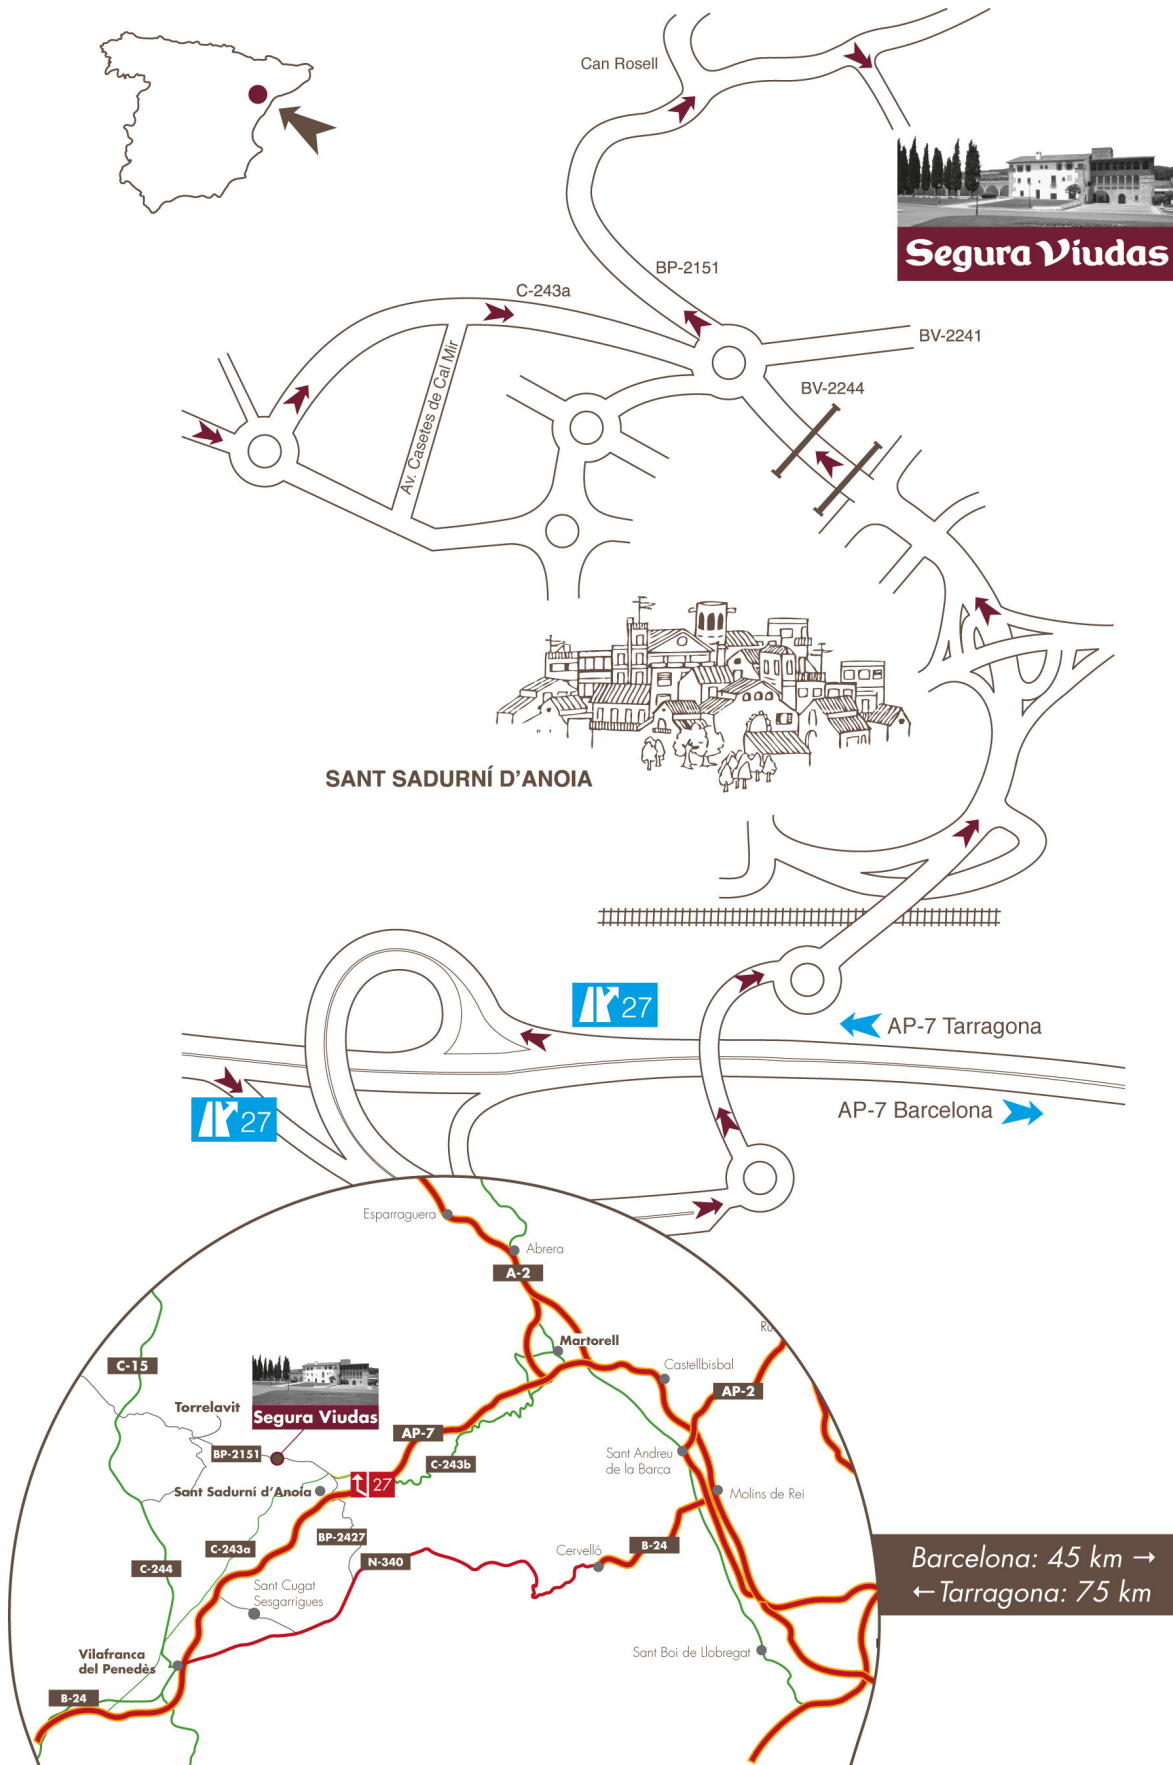 Can Rosell
Segura Viudas
BP-2151
C-243a
BV-2241
BV-2244
Av. Casetes de Cal Mir
SANT SADURNÍ D'ANOIA
27
AP-7 Tarragona
27
AP-7 Barcelona
Esparraguera
Abrera
A-2
Martorell
C-15
Castellbisbal
AP-2
Torrelavit
Segura Viudas
AP-7
BP-2151
C-243b
Sant Andreu
de la Barca
27
Sant Sadurní d'Anoia
Molins de Rei
BP-2427
C-243a
B-24
Cervelló
N-340
C-244
Barcelona: 45 km →
← Tarragona: 75 km
Sant Cugat
Sesgarrigues
Vilafranca
del Penedès
Sant Boi de Llobregat
B-24